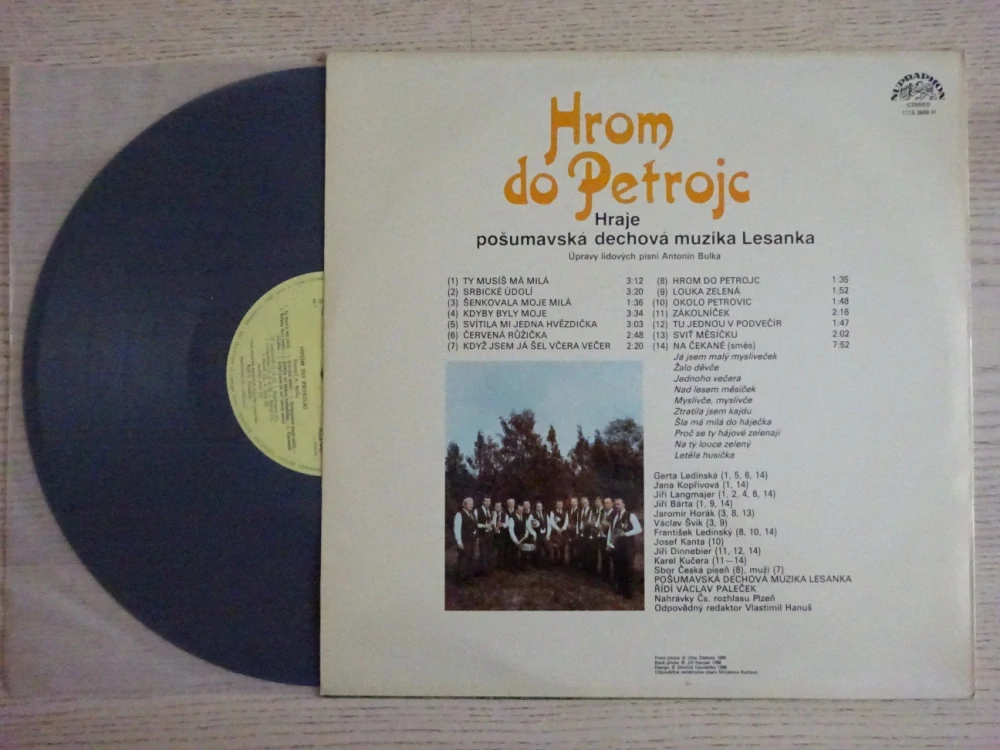 SUPRAPHON
STEREO
Hrom
do Petrojc
Hraje
pošumavská dechová muzika Lesanka
Úpravy lidových písní Antonín Bulka
(1) TY MUSÍŠ MÁ MILÁ 3:12
(2) SRBICKÉ ÚDOLÍ 3:20
(3) ŠENKOVALA MOJE MILÁ 1:36
(4) KDYBY BYLY MOJE 3:34
(5) SVÍTILA MI JEDNA HVĚZDIČKA 3:03
(6) ČERVENÁ RŮŽIČKA 2:48
(7) KDYŽ JSEM JÁ ŠEL VČERA VEČER 2:20
(8) HROM DO PETROJC 1:35
(9) LOUKA ZELENÁ 1:52
(10) OKOLO PETROVIC 1:48
(11) ZÁKOLNÍČEK 2:16
(12) TU JEDNOU V PODVEČÍR 1:47
(13) SVIŤ MĚSÍČKU 2:02
(14) NA ČEKANÉ (směs) 7:52
Já jsem malý mysliveček
Žalo děvče
Jednoho večera
Nad lesem měsíček
Myslivče, myslivče
Ztratila jsem kajdu
Šla má milá do háječka
Proč se ty hájové zelenají
Na tý louce zelený
Letěla husička
Gerta Ledinská (1, 5, 6, 14)
Jana Kopřivová (1, 14)
Jiří Langmajer (1, 2, 4, 6, 14)
Jiří Bárta (1, 9, 14)
Jaromír Horák (3, 8, 13)
Václav Švík (3, 9)
František Ledinský (8, 10, 14)
Josef Kanta (10)
Jiří Dinnebier (11, 12, 14)
Karel Kučera (11—14)
Sbor Česká píseň (8), muži (7)
POŠUMAVSKÁ DECHOVÁ MUZIKA LESANKA
ŘÍDÍ VÁCLAV PALEČEK
Nahrávky Čs. rozhlasu Plzeň
Odpovědný redaktor Vlastimil Hanuš
HROM DO PETROJC